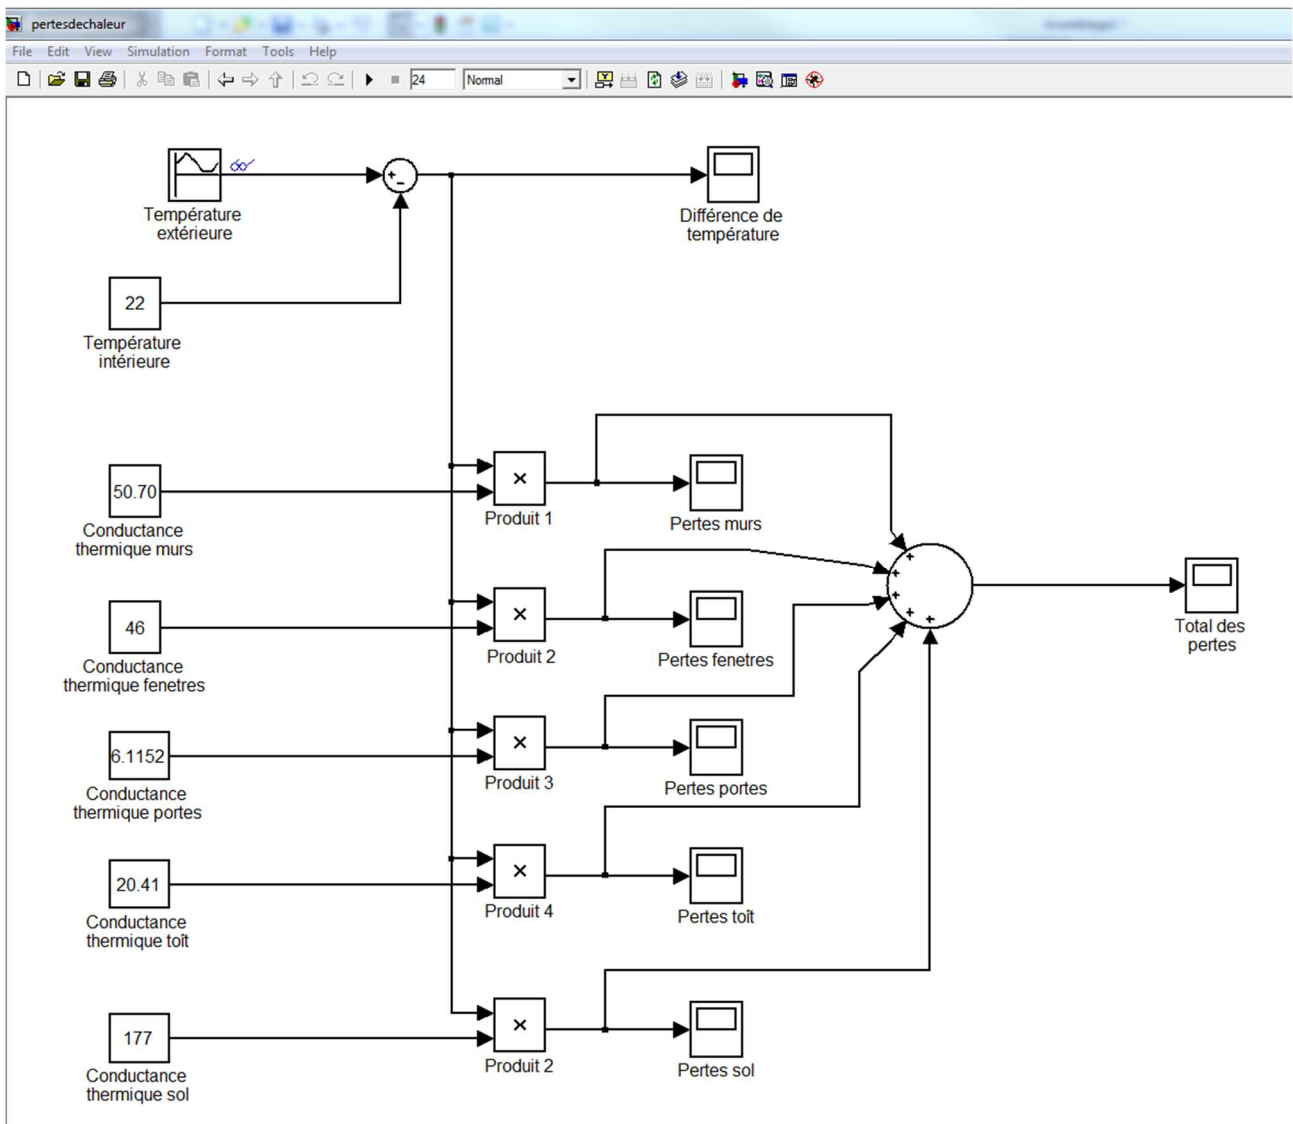 pertesdechaleur
File Edit View Simulation Format Tools Help
24 Normal
Température
extérieure
+
−
Différence de
température
22
Température
intérieure
50.70
Conductance
thermique murs
×
Produit 1
Pertes murs
46
Conductance
thermique fenetres
×
Produit 2
Pertes fenetres
+
+
+
+
+
Total des
pertes
6.1152
Conductance
thermique portes
×
Produit 3
Pertes portes
20.41
Conductance
thermique toît
×
Produit 4
Pertes toît
177
Conductance
thermique sol
×
Produit 2
Pertes sol